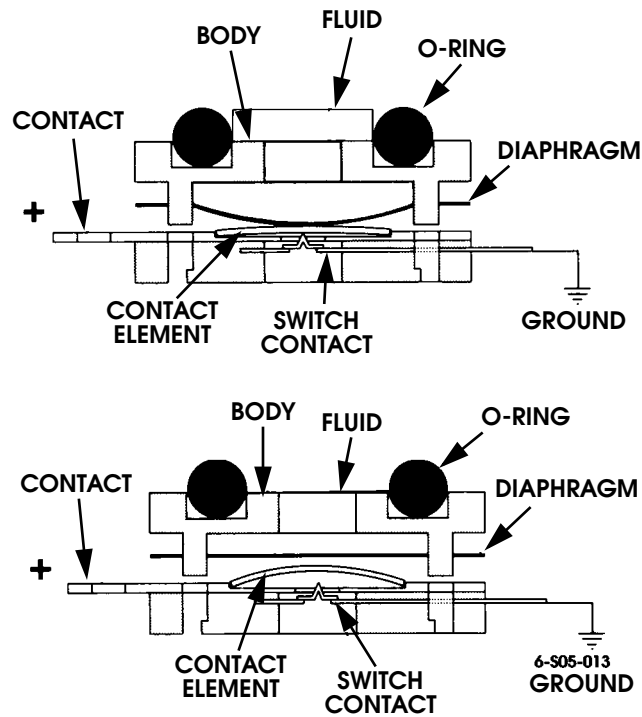 FLUID
BODY
O-RING
CONTACT
DIAPHRAGM
+
CONTACT
ELEMENT
SWITCH
CONTACT
GROUND
BODY
FLUID
O-RING
CONTACT
DIAPHRAGM
+
CONTACT
ELEMENT
SWITCH
CONTACT
6-S05-013
GROUND